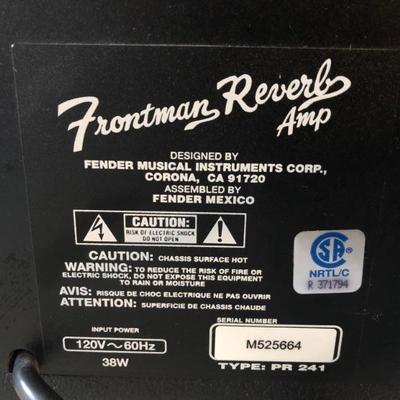 Frontman Reverb
Amp
DESIGNED BY
FENDER MUSICAL INSTRUMENTS CORP.,
CORONA, CA 91720
ASSEMBLED BY
FENDER MEXICO
CAUTION:
RISK OF ELECTRIC SHOCK
DO NOT OPEN
CAUTION: CHASSIS SURFACE HOT
WARNING: TO REDUCE THE RISK OF FIRE OR
ELECTRIC SHOCK, DO NOT EXPOSE THIS EQUIPMENT
TO RAIN OR MOISTURE
AVIS: RISQUE DE CHOC ELECTRIQUE NE PAS OUVRIR
ATTENTION: SUPERFICIE DE CHASSIS CHAUDE
SA
NRTL/C
R 371794
INPUT POWER
120V~60Hz
38W
SERIAL NUMBER
M525664
TYPE: PR 241